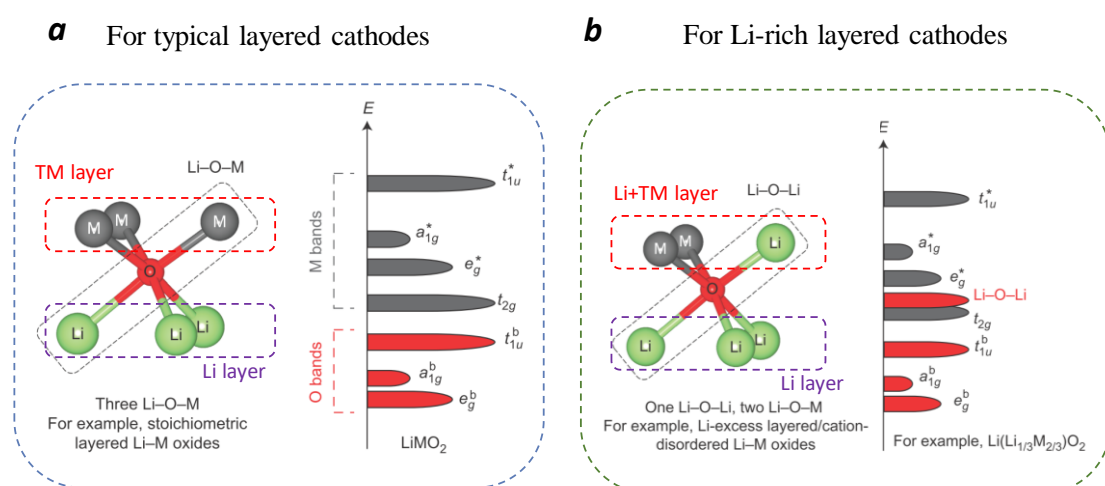 a For typical layered cathodes
E
Li–O–M
TM layer
M
M
M
O
Li
Li
Li
Li layer
Three Li–O–M
For example, stoichiometric
layered Li–M oxides
M bands
O bands
t*1u
a*1g
e*g
t2g
tb1u
ab1g
ebg
LiMO2
b For Li-rich layered cathodes
E
Li–O–Li
Li+TM layer
M
M
Li
O
Li
Li
Li
Li layer
One Li–O–Li, two Li–O–M
For example, Li-excess layered/cation-
disordered Li–M oxides
t*1u
a*1g
e*g
Li–O–Li
t2g
tb1u
ab1g
ebg
For example, Li(Li1/3M2/3)O2